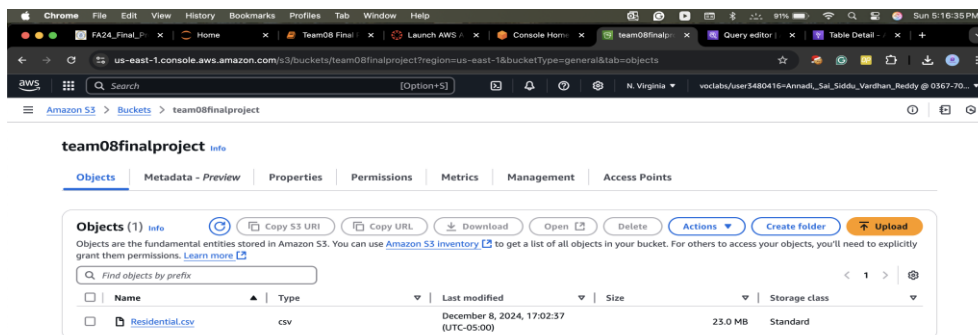 Chrome File Edit View History Bookmarks Profiles Tab Window Help 91% Sun 5:16:35 PM
FA24_Final_Pr Home Team08 Final Launch AWS A Console Home team08finalpr Query editor Table Detail -
us-east-1.console.aws.amazon.com/s3/buckets/team08finalproject?region=us-east-1&bucketType=general&tab=objects
aws Search [Option+S] N. Virginia voclabs/user3480416=Annadi,_Sai_Siddu_Vardhan_Reddy @ 0367-70...
Amazon S3 > Buckets > team08finalproject
team08finalproject Info
Objects Metadata - Preview Properties Permissions Metrics Management Access Points
Objects (1) Info Copy S3 URI Copy URL Download Open Delete Actions Create folder Upload
Objects are the fundamental entities stored in Amazon S3. You can use Amazon S3 inventory to get a list of all objects in your bucket. For others to access your objects, you'll need to explicitly
grant them permissions. Learn more
Find objects by prefix < 1 >
Name Type Last modified Size Storage class
Residential.csv csv December 8, 2024, 17:02:37 23.0 MB Standard
(UTC-05:00)